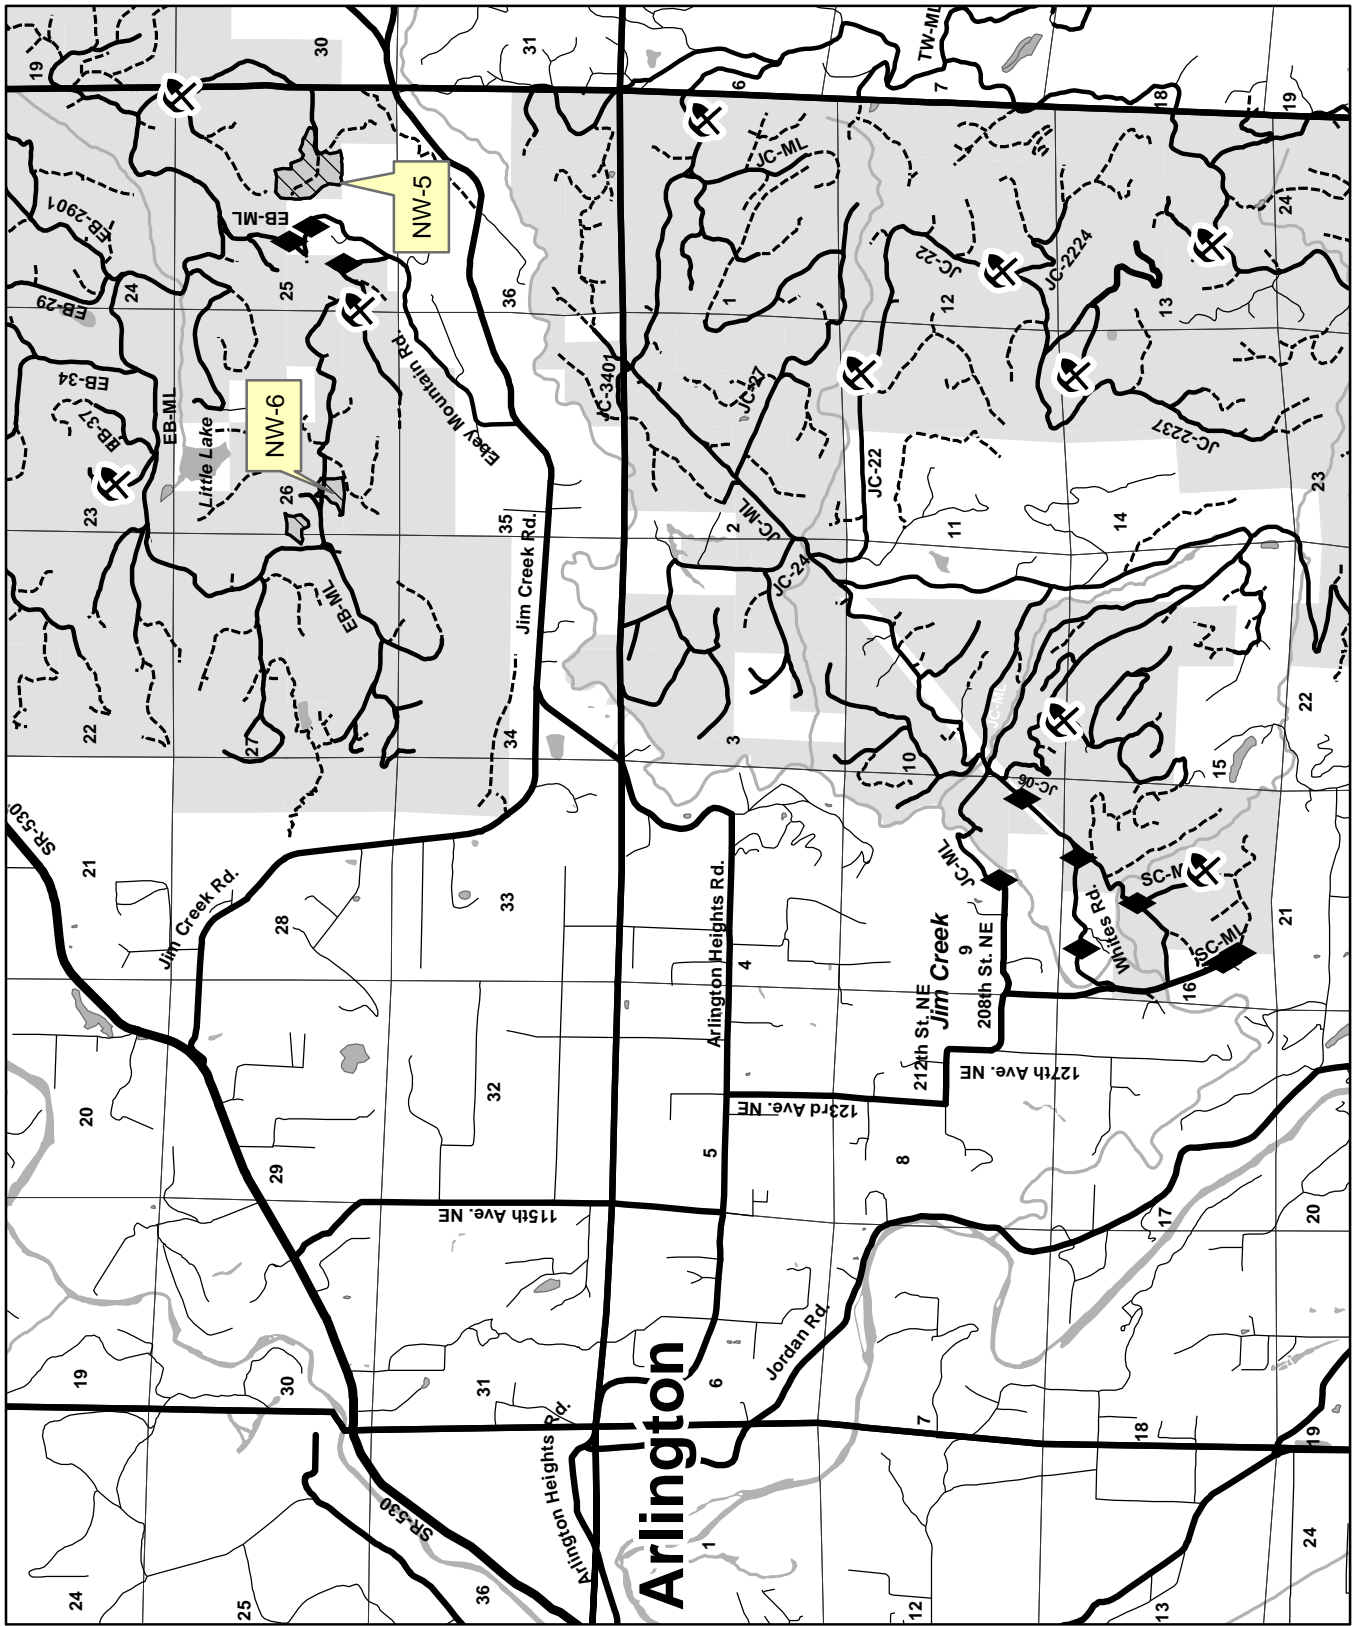 SR-530
21
20
19
24
22
23
24
19
30
EB-2901
EB-29
EB-34
EB-37
EB-ML
Little Lake
NW-6
NW-5
EB-ML
25
26
EB-ML
27
Ebey Mountain Rd.
Jim Creek Rd.
28
29
30
25
SR-530
36
31
32
33
34
35
36
31
115th Ave. NE
Jim Creek Rd.
Arlington Heights Rd.
Arlington
Arlington Heights Rd.
1
6
5
4
3
2
1
6
JC-3401
JC-27
JC-ML
JC-ML
JC-24
Jordan Rd.
123rd Ave. NE
212th St. NE
Jim Creek
208th St. NE
127th Ave. NE
12
7
8
9
10
11
12
7
JC-22
JC-22
JC-2224
JC-2237
TW-ML
JC-ML
JC-ML
JC-06
Whites Rd.
SC-M
SC-ML
13
18
17
16
15
14
13
18
24
19
20
21
22
23
24
19